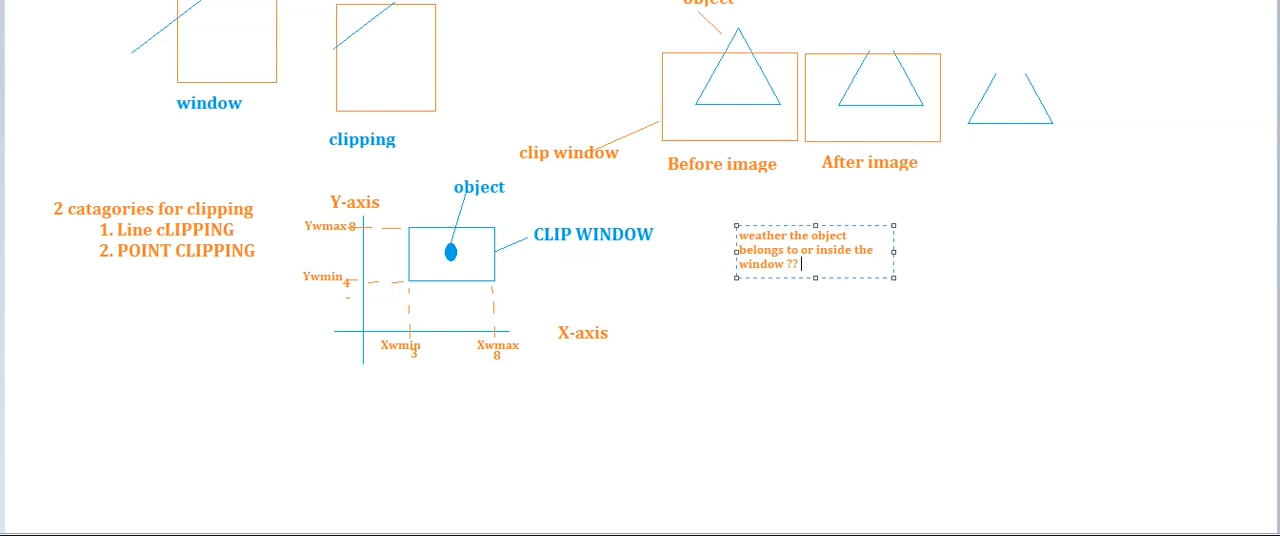 object
window
clipping
clip window
Before image
After image
2 catagories for clipping
1. Line cLIPPING
2. POINT CLIPPING
Y-axis
object
Ywmax 8
CLIP WINDOW
Ywmin 4
X-axis
Xwmin
3
Xwmax
8
weather the object
belongs to or inside the
window ??